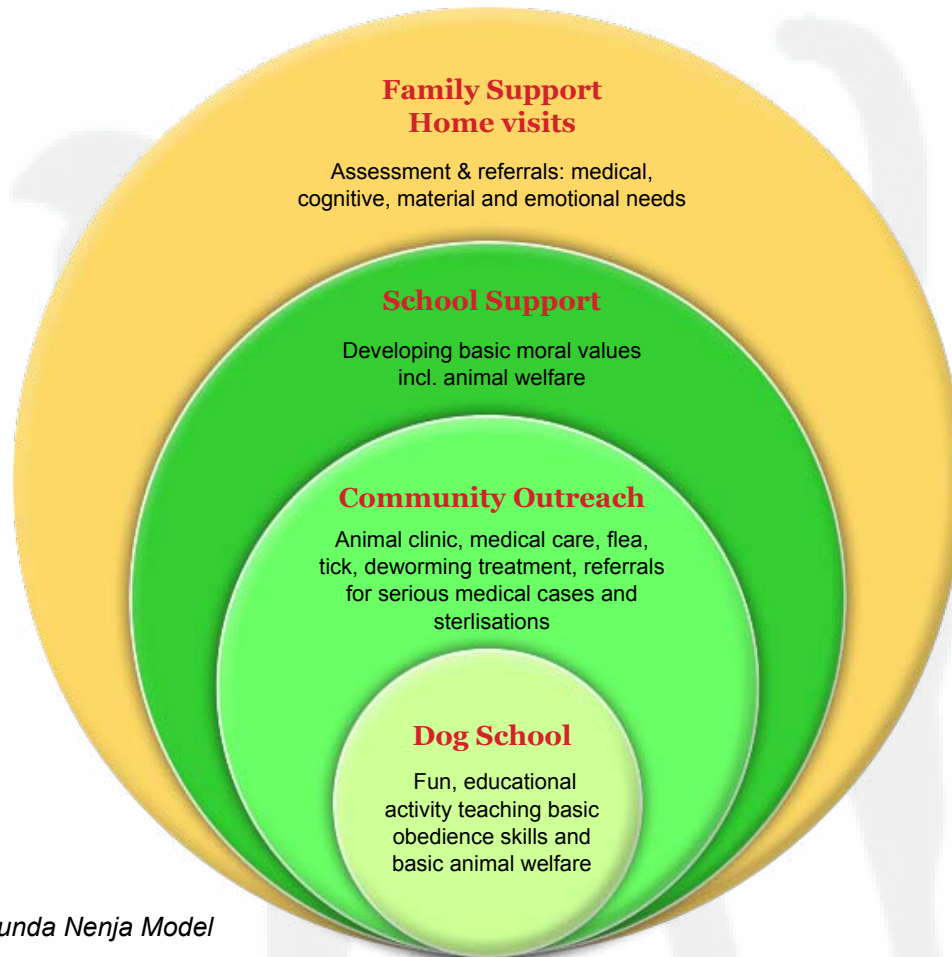 Family Support
Home visits
Assessment & referrals: medical,
cognitive, material and emotional needs
School Support
Developing basic moral values
incl. animal welfare
Community Outreach
Animal clinic, medical care, flea,
tick, deworming treatment, referrals
for serious medical cases and
sterlisations
Dog School
Fun, educational
activity teaching basic
obedience skills and
basic animal welfare
unda Nenja Model